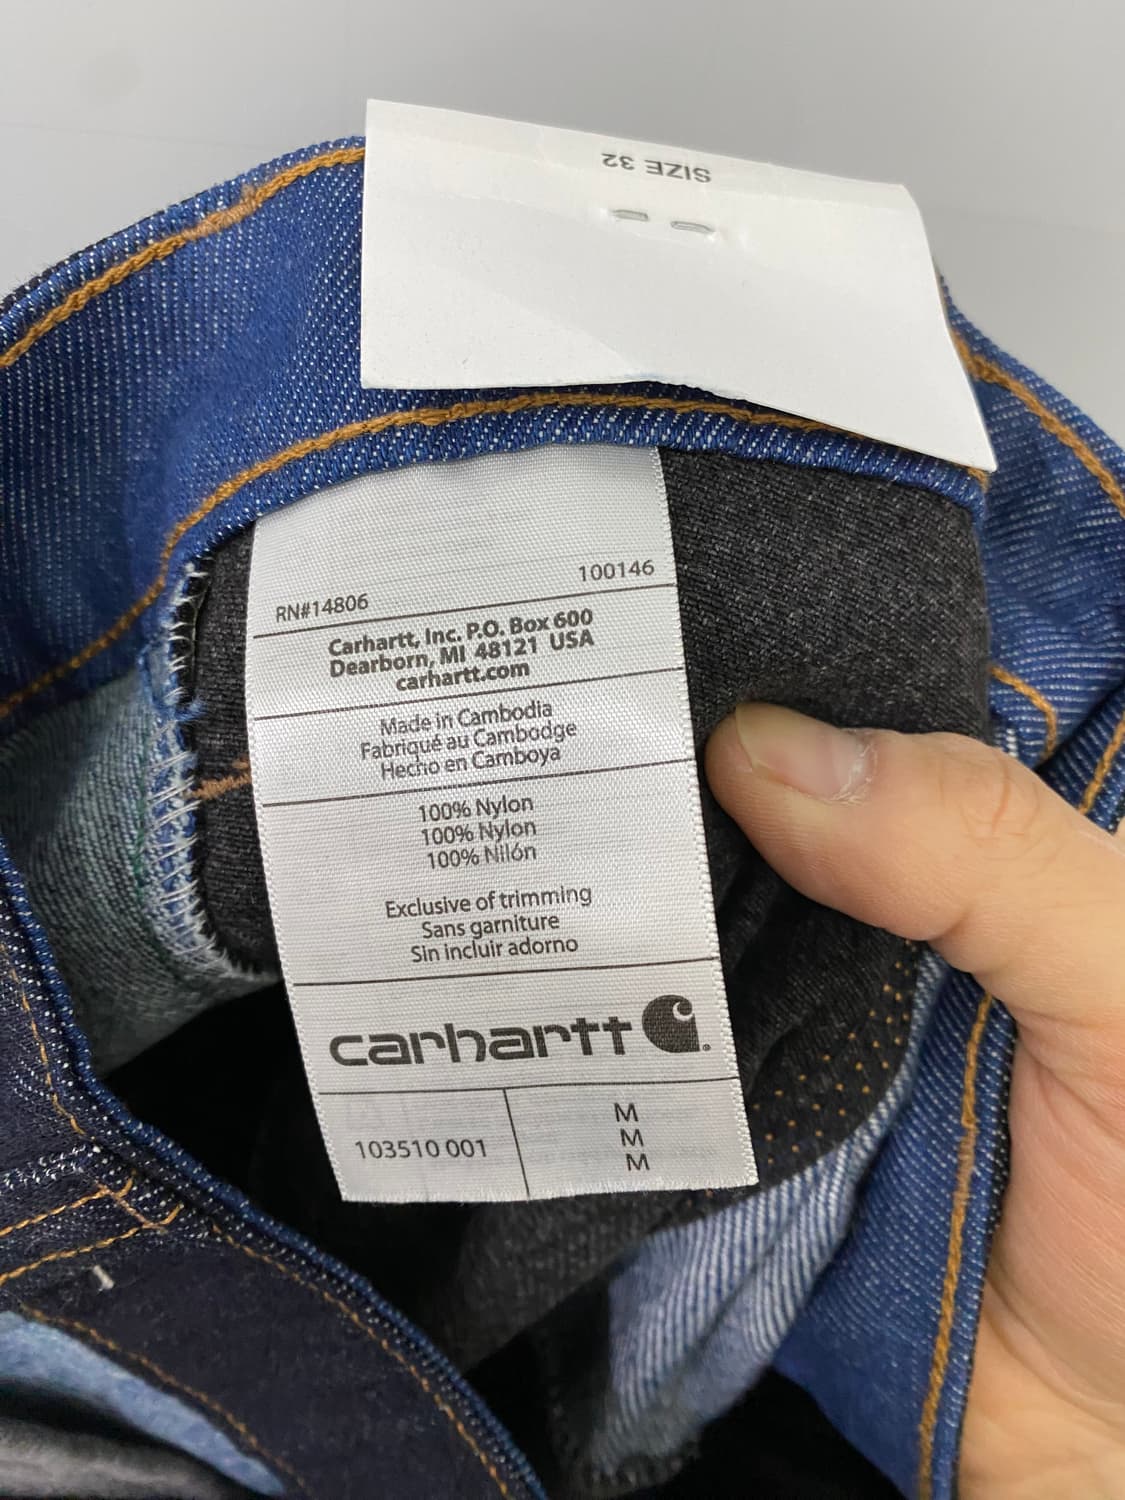 SIZE 32
100146
RN#14806
Carhartt, Inc. P.O. Box 600
Dearborn, MI 48121 USA
carhartt.com
Made in Cambodia
Fabriqué au Cambodge
Hecho en Camboya
100% Nylon
100% Nylon
100% Nilón
Exclusive of trimming
Sans garniture
Sin incluir adorno
carhartt
103510 001
M
M
M